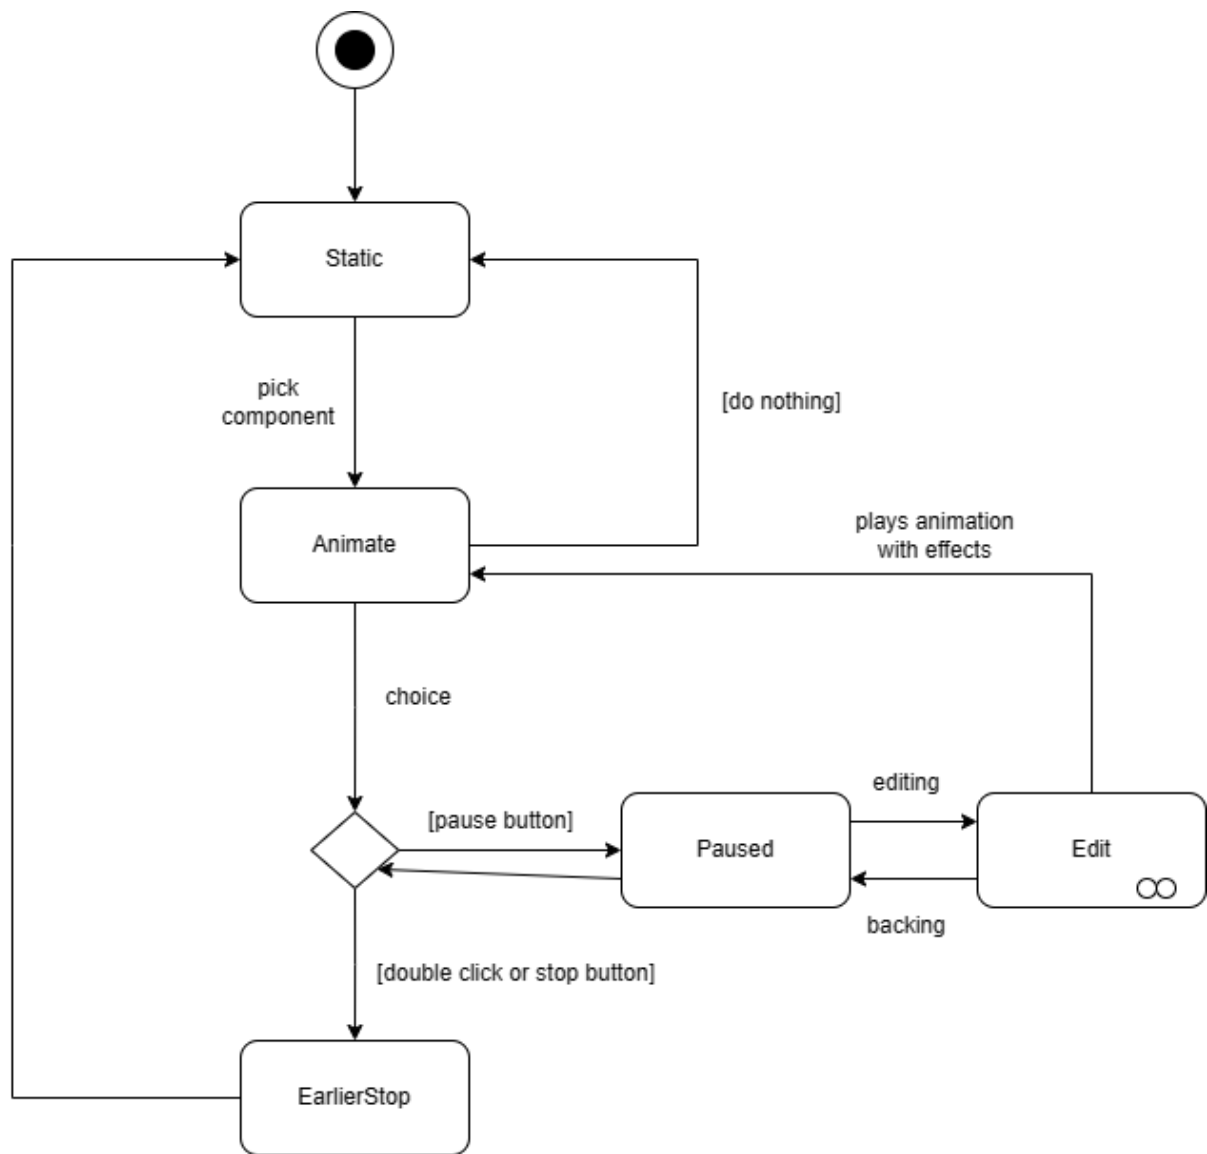 Static
pick
component
[do nothing]
Animate
plays animation
with effects
choice
editing
[pause button]
Paused
Edit
backing
[double click or stop button]
EarlierStop